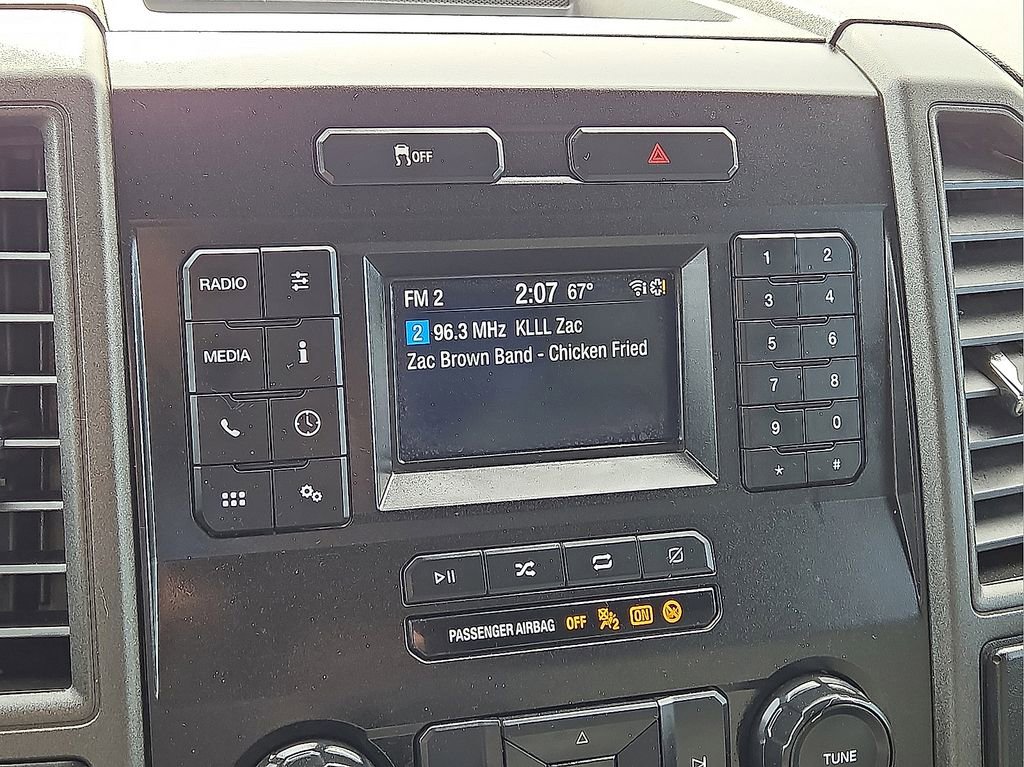 OFF
RADIO
MEDIA
FM 2 2:07 67°
2 96.3 MHz KLLL Zac
Zac Brown Band - Chicken Fried
1 2
3 4
5 6
7 8
9 0
* #
PASSENGER AIRBAG OFF 2 ON
TUNE